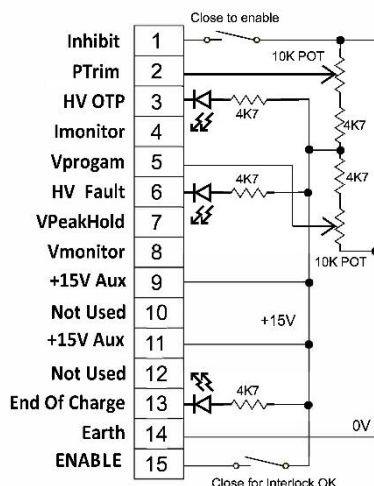 Close to enable
Inhibit 1
10K POT
PTrim 2
HV OTP 3
4K7
4K7
Imonitor 4
Vprogam 5
4K7
HV Fault 6
4K7
VPeakHold 7
Vmonitor 8
10K POT
+15V Aux 9
Not Used 10
+15V
+15V Aux 11
Not Used 12
4K7
End Of Charge 13
Earth 14
0V
ENABLE 15
Close for Interlock OK